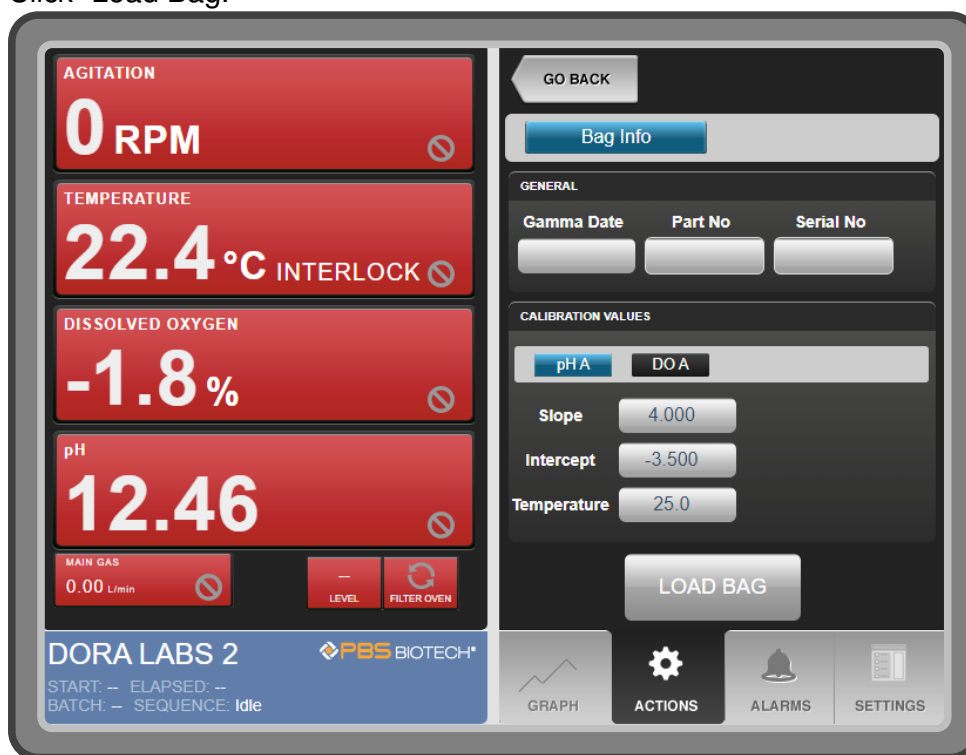 Click "Load Bag."
AGITATION
0 RPM
TEMPERATURE
22.4 °C INTERLOCK
DISSOLVED OXYGEN
-1.8 %
pH
12.46
MAIN GAS
0.00 L/min
--
LEVEL
FILTER OVEN
DORA LABS 2
PBS BIOTECH®
START: -- ELAPSED: --
BATCH: -- SEQUENCE: Idle
GO BACK
Bag Info
GENERAL
Gamma Date Part No Serial No
CALIBRATION VALUES
pH A DO A
Slope 4.000
Intercept -3.500
Temperature 25.0
LOAD BAG
GRAPH ACTIONS ALARMS SETTINGS